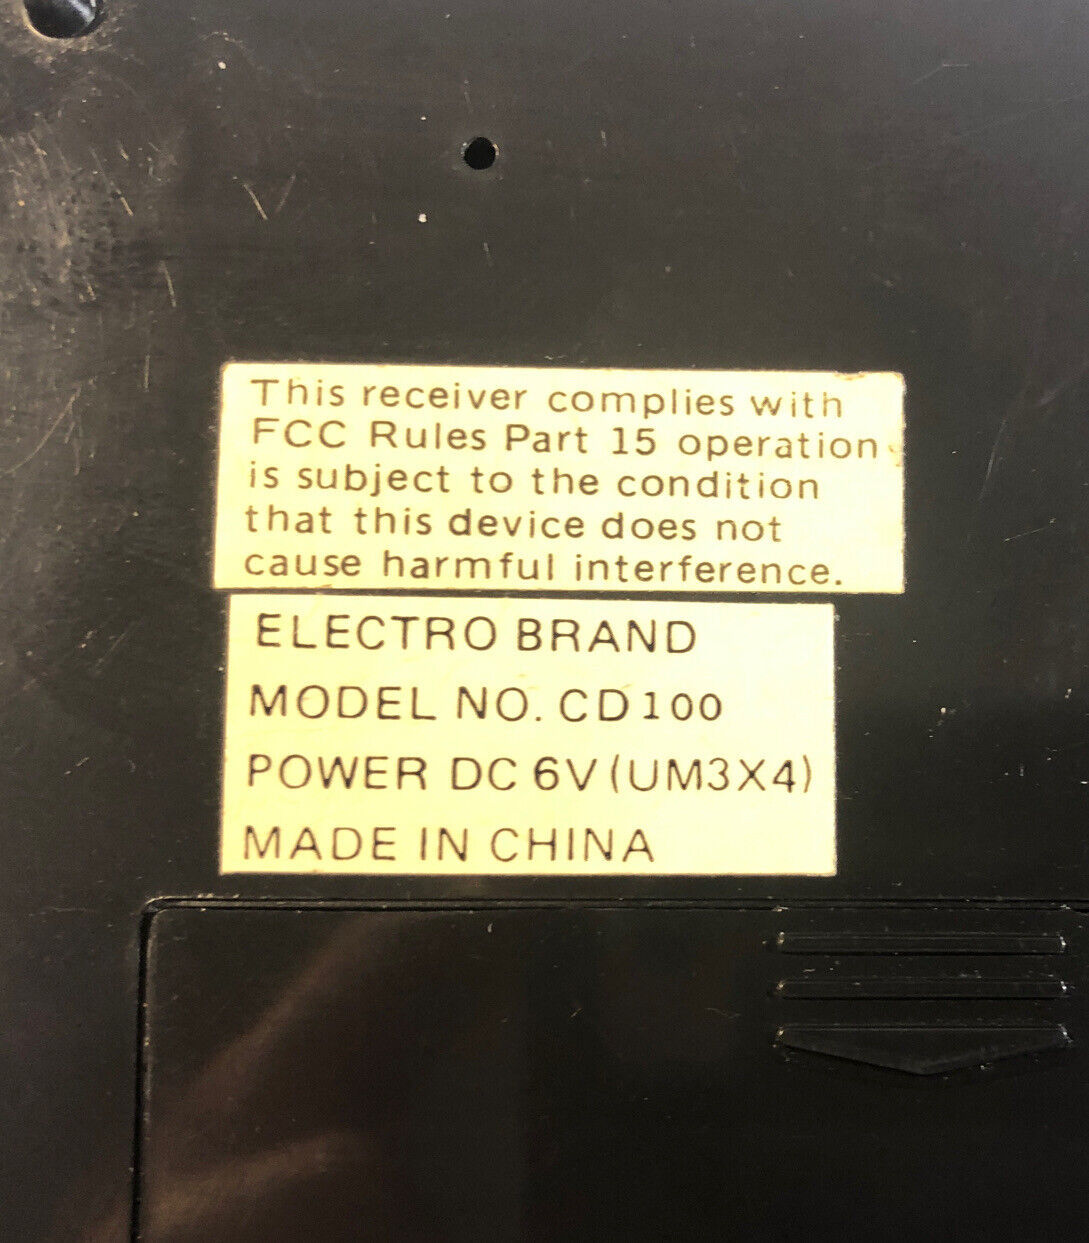 This receiver complies with
FCC Rules Part 15 operation
is subject to the condition
that this device does not
cause harmful interference.
ELECTRO BRAND
MODEL NO. CD100
POWER DC 6V (UM3X4)
MADE IN CHINA